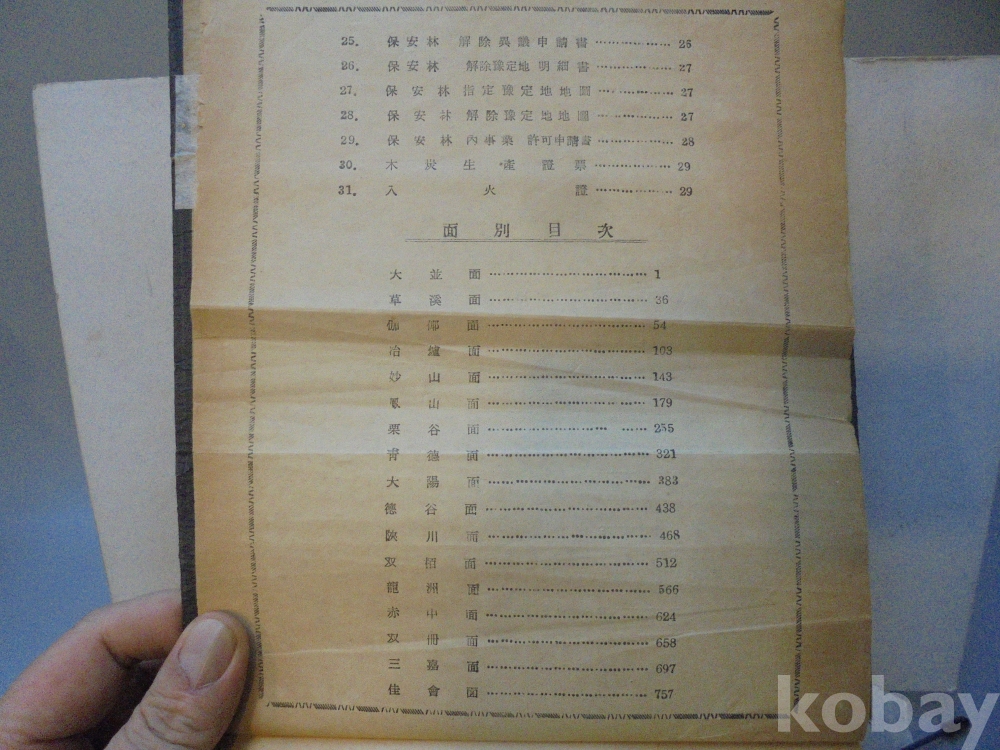 25. 保安林 解除異議申請書 25
26. 保安林 解除豫定地明細書 27
27. 保安林指定豫定地地圖 27
28. 保安林解除豫定地地圖 27
29. 保安林內事業許可申請書 28
30. 木炭生產證票 29
31. 入火證 29
面別目次
大並面 1
草溪面 36
伽倻面 54
冶爐面 103
妙山面 143
鳳山面 179
栗谷面 255
靑德面 321
大陽面 383
德谷面 438
陜川面 468
双栢面 512
龍洲面 566
赤中面 624
双冊面 658
三嘉面 697
佳會面 757
kobay